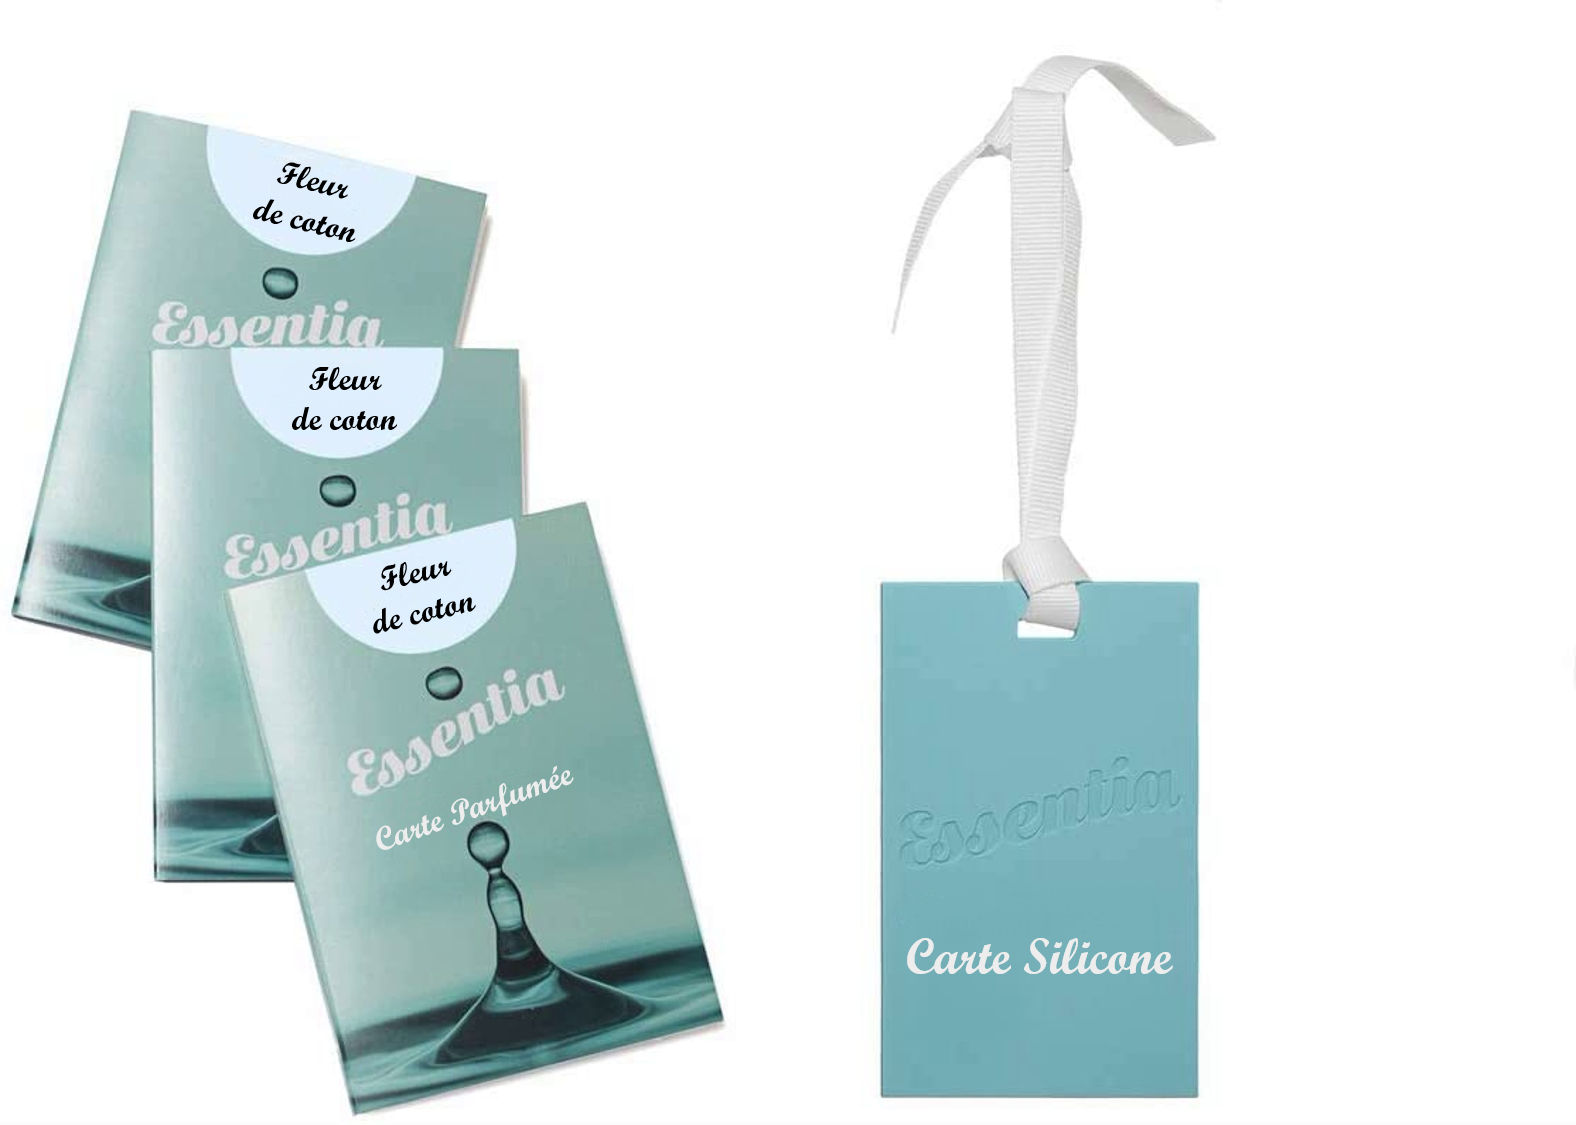 Fleur
de coton
Essentia
Fleur
de coton
Essentia
Fleur
de coton
Essentia
Carte Parfumée
Essentia
Carte Silicone